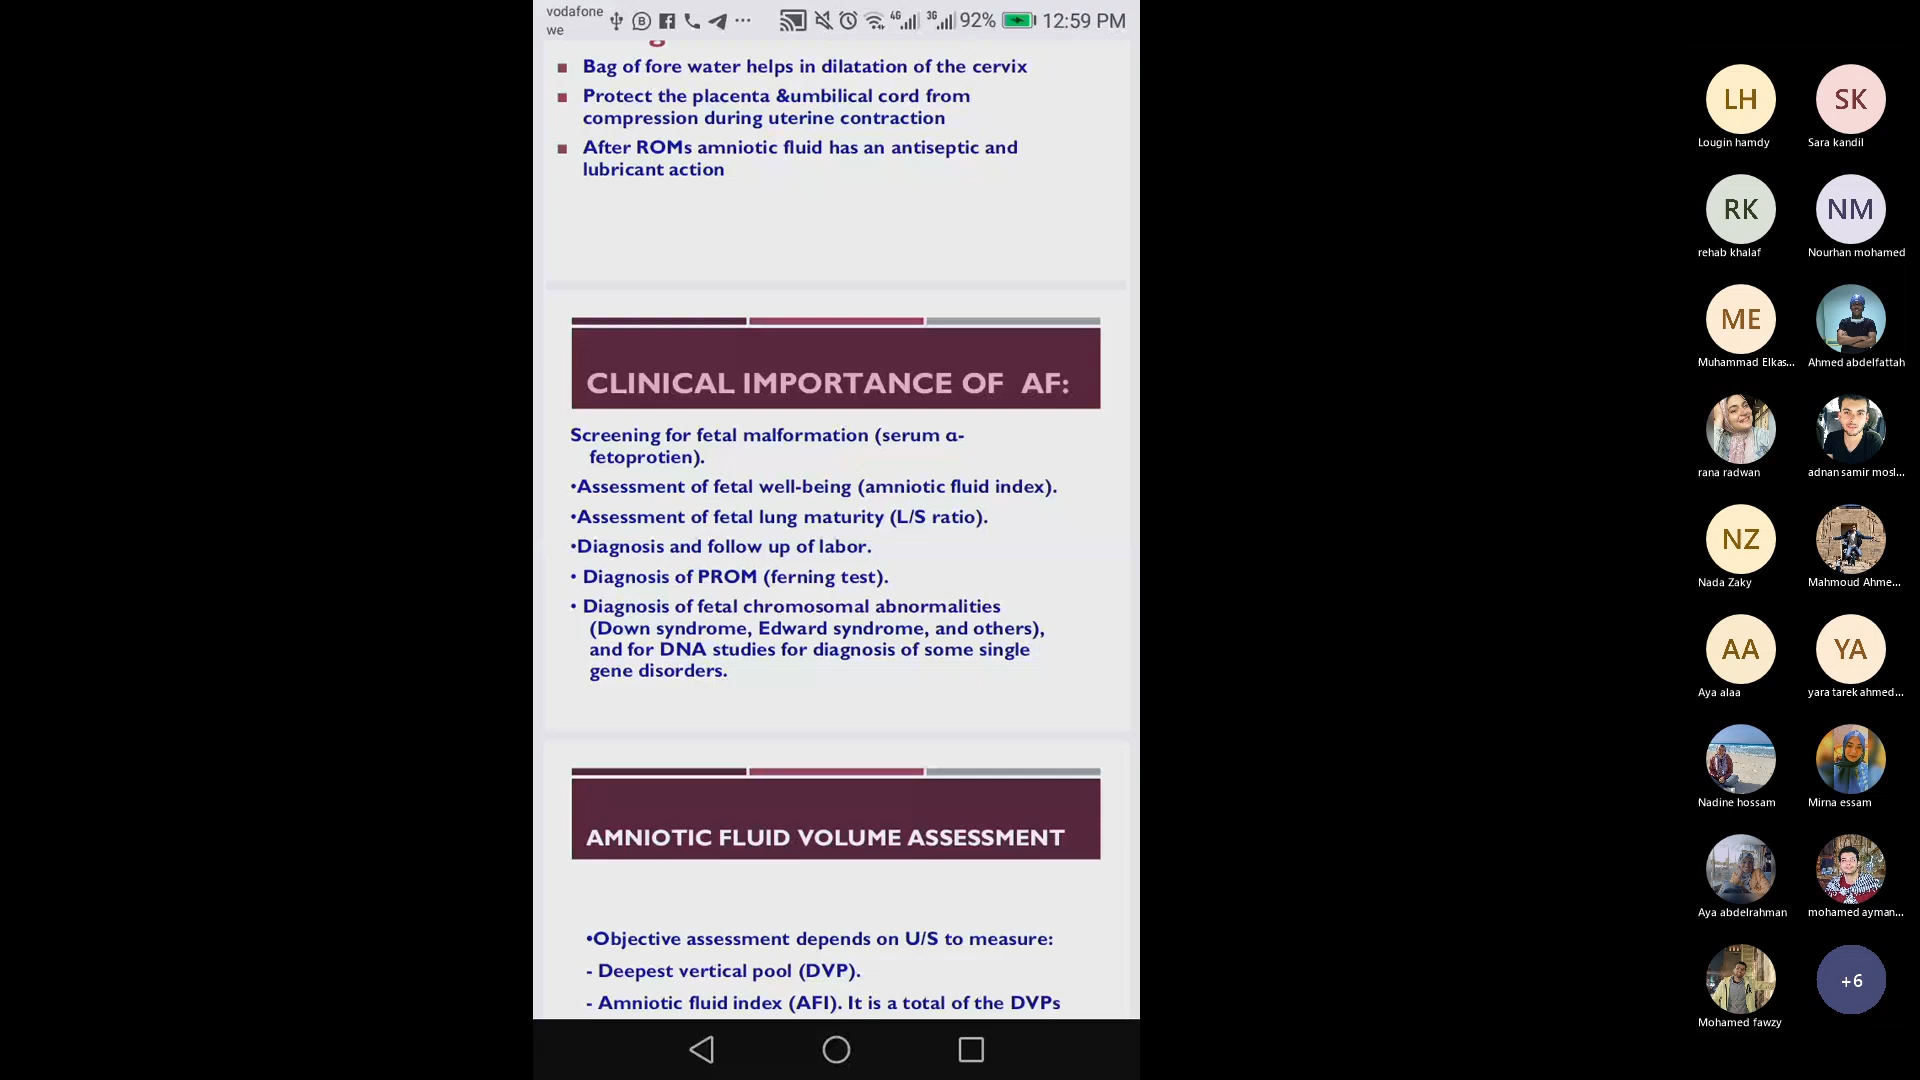 vodafone
we
4G
3G
92%
12:59 PM
■ Bag of fore water helps in dilatation of the cervix
■ Protect the placenta &umbilical cord from
compression during uterine contraction
■ After ROMs amniotic fluid has an antiseptic and
lubricant action
CLINICAL IMPORTANCE OF AF:
Screening for fetal malformation (serum α-
fetoprotien).
•Assessment of fetal well-being (amniotic fluid index).
•Assessment of fetal lung maturity (L/S ratio).
•Diagnosis and follow up of labor.
• Diagnosis of PROM (ferning test).
• Diagnosis of fetal chromosomal abnormalities
(Down syndrome, Edward syndrome, and others),
and for DNA studies for diagnosis of some single
gene disorders.
AMNIOTIC FLUID VOLUME ASSESSMENT
•Objective assessment depends on U/S to measure:
- Deepest vertical pool (DVP).
- Amniotic fluid index (AFI). It is a total of the DVPs
LH
SK
Lougin hamdy
Sara kandil
RK
NM
rehab khalaf
Nourhan mohamed
ME
Muhammad Elkas...
Ahmed abdelfattah
rana radwan
adnan samir mosl...
NZ
Nada Zaky
Mahmoud Ahme...
AA
YA
Aya alaa
yara tarek ahmed...
Nadine hossam
Mirna essam
Aya abdelrahman
mohamed ayman...
+6
Mohamed fawzy